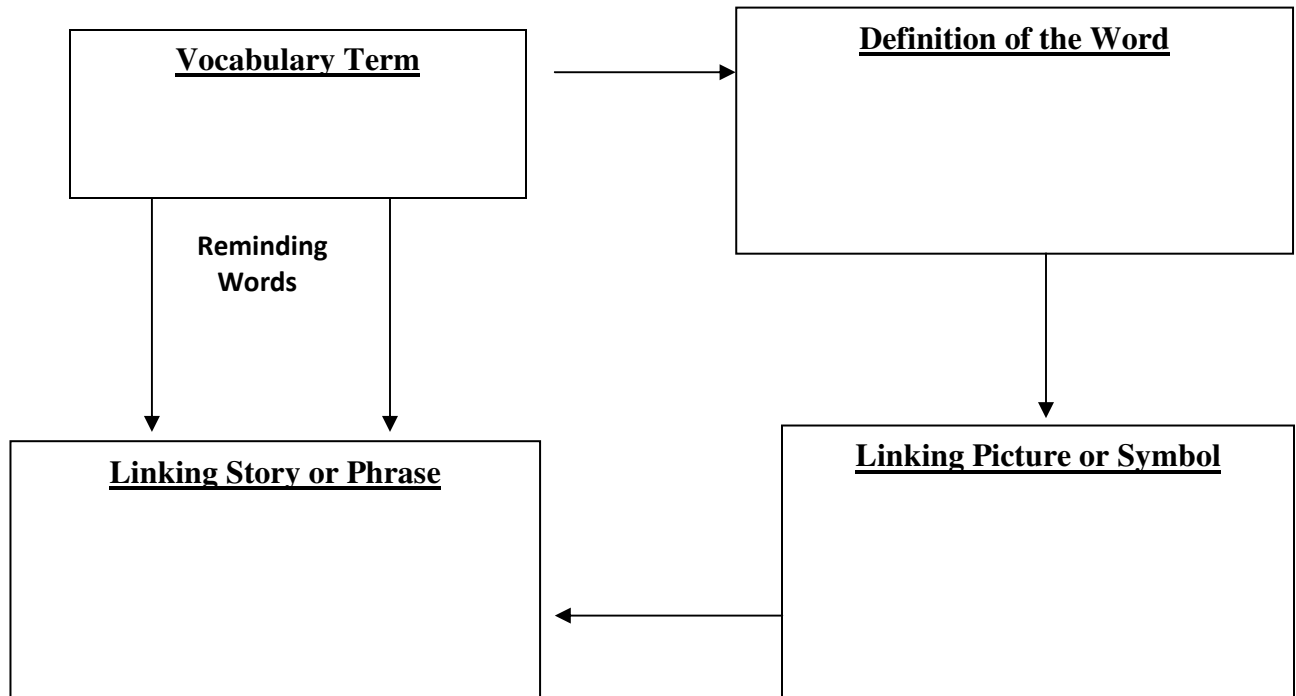 Vocabulary Term
Definition of the Word
Reminding
Words
Linking Story or Phrase
Linking Picture or Symbol